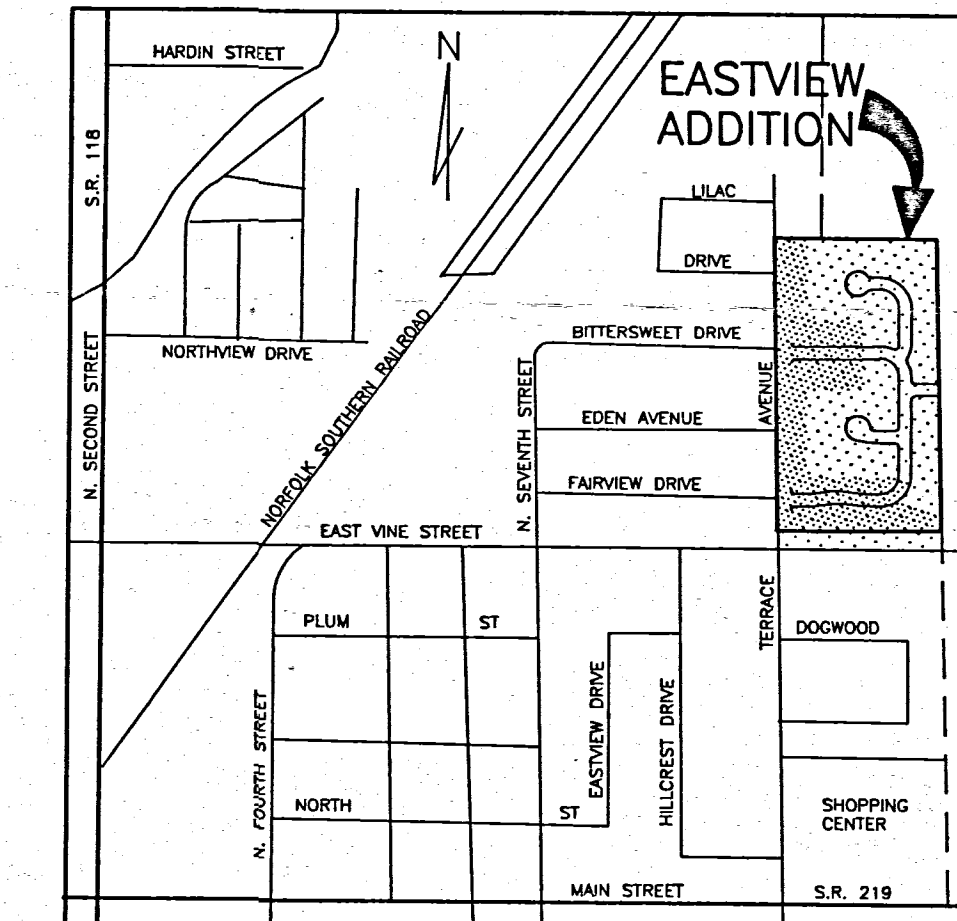 HARDIN STREET
N
EASTVIEW
ADDITION
S.R. 118
LILAC
DRIVE
BITTERSWEET DRIVE
NORTHVIEW DRIVE
AVENUE
N. SECOND STREET
NORFOLK SOUTHERN RAILROAD
N. SEVENTH STREET
EDEN AVENUE
FAIRVIEW DRIVE
EAST VINE STREET
PLUM
ST
TERRACE
DOGWOOD
EASTVIEW DRIVE
HILLCREST DRIVE
N. FOURTH STREET
NORTH
ST
SHOPPING
CENTER
MAIN STREET
S.R. 219